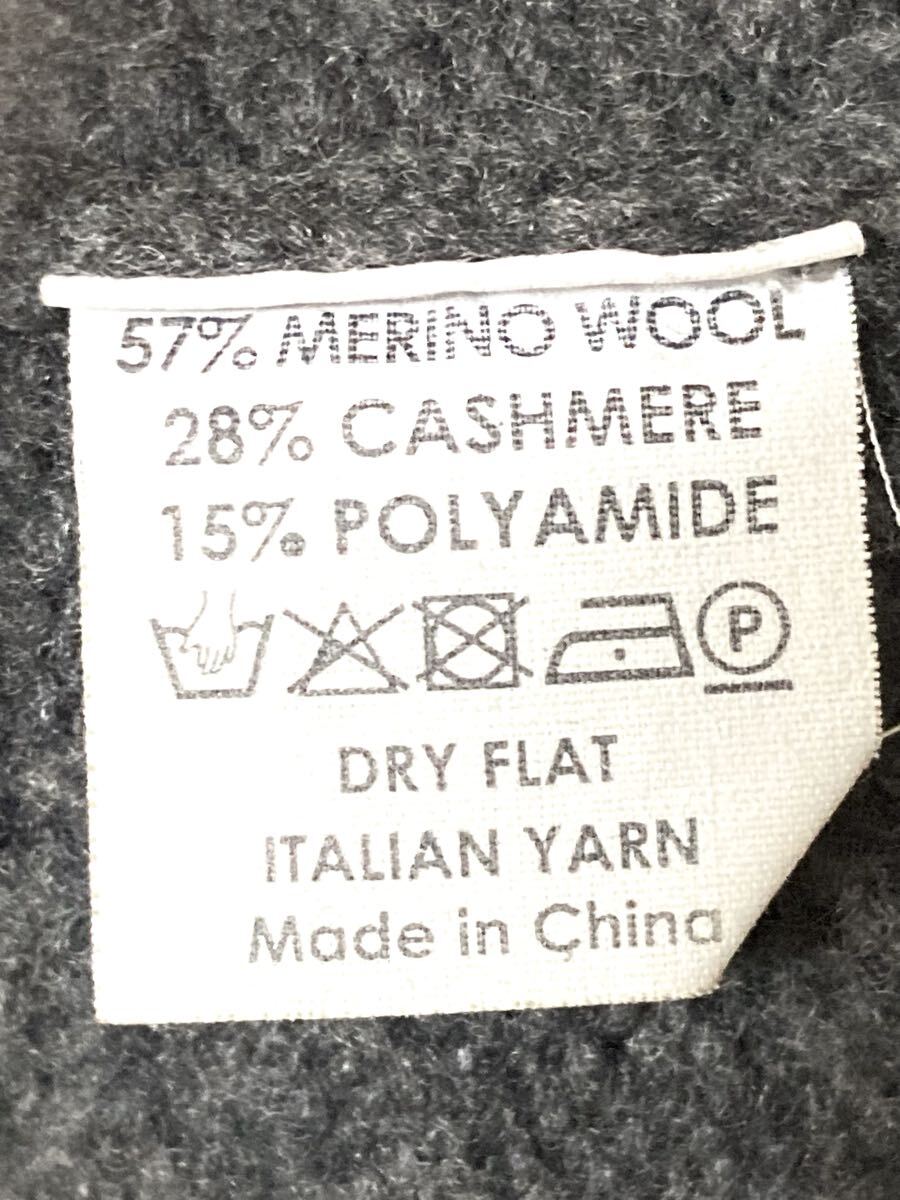 57% MERINO WOOL
28% CASHMERE
15% POLYAMIDE
P
DRY FLAT
ITALIAN YARN
Made in China